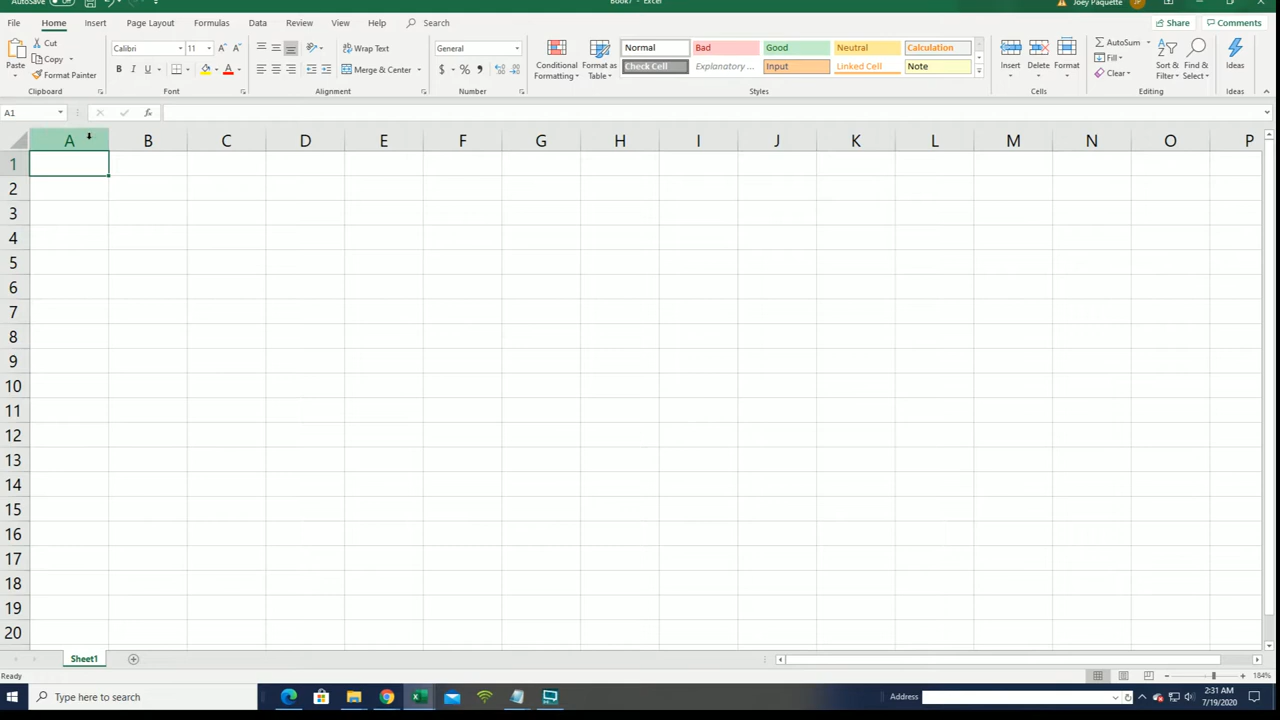 AutoSave Off Book7 - Excel Joey Paquette JP
File Home Insert Page Layout Formulas Data Review View Help Search Share Comments
Paste Cut Copy Format Painter Clipboard
Calibri 11 A A B I U A Font
Wrap Text Merge & Center Alignment
General $ % , Number
Conditional Formatting Format as Table
Normal Bad Good Neutral Calculation
Check Cell Explanatory ... Input Linked Cell Note
Styles
Insert Delete Format Cells
AutoSum Fill Clear Sort & Filter Find & Select Editing
Ideas Ideas
A1 fx
A B C D E F G H I J K L M N O P
1
2
3
4
5
6
7
8
9
10
11
12
13
14
15
16
17
18
19
20
Sheet1
Ready 184%
Type here to search Address 2:31 AM
7/19/2020